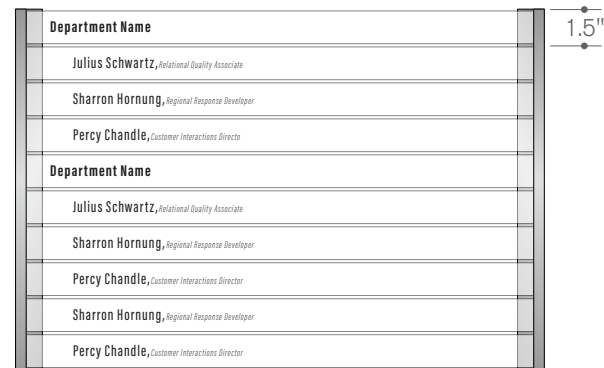 Department Name
1.5"
Julius Schwartz, Relational Quality Associate
Sharron Hornung, Regional Response Developer
Percy Chandle, Customer Interactions Directo
Department Name
Julius Schwartz, Relational Quality Associate
Sharron Hornung, Regional Response Developer
Percy Chandle, Customer Interactions Director
Sharron Hornung, Regional Response Developer
Percy Chandle, Customer Interactions Director